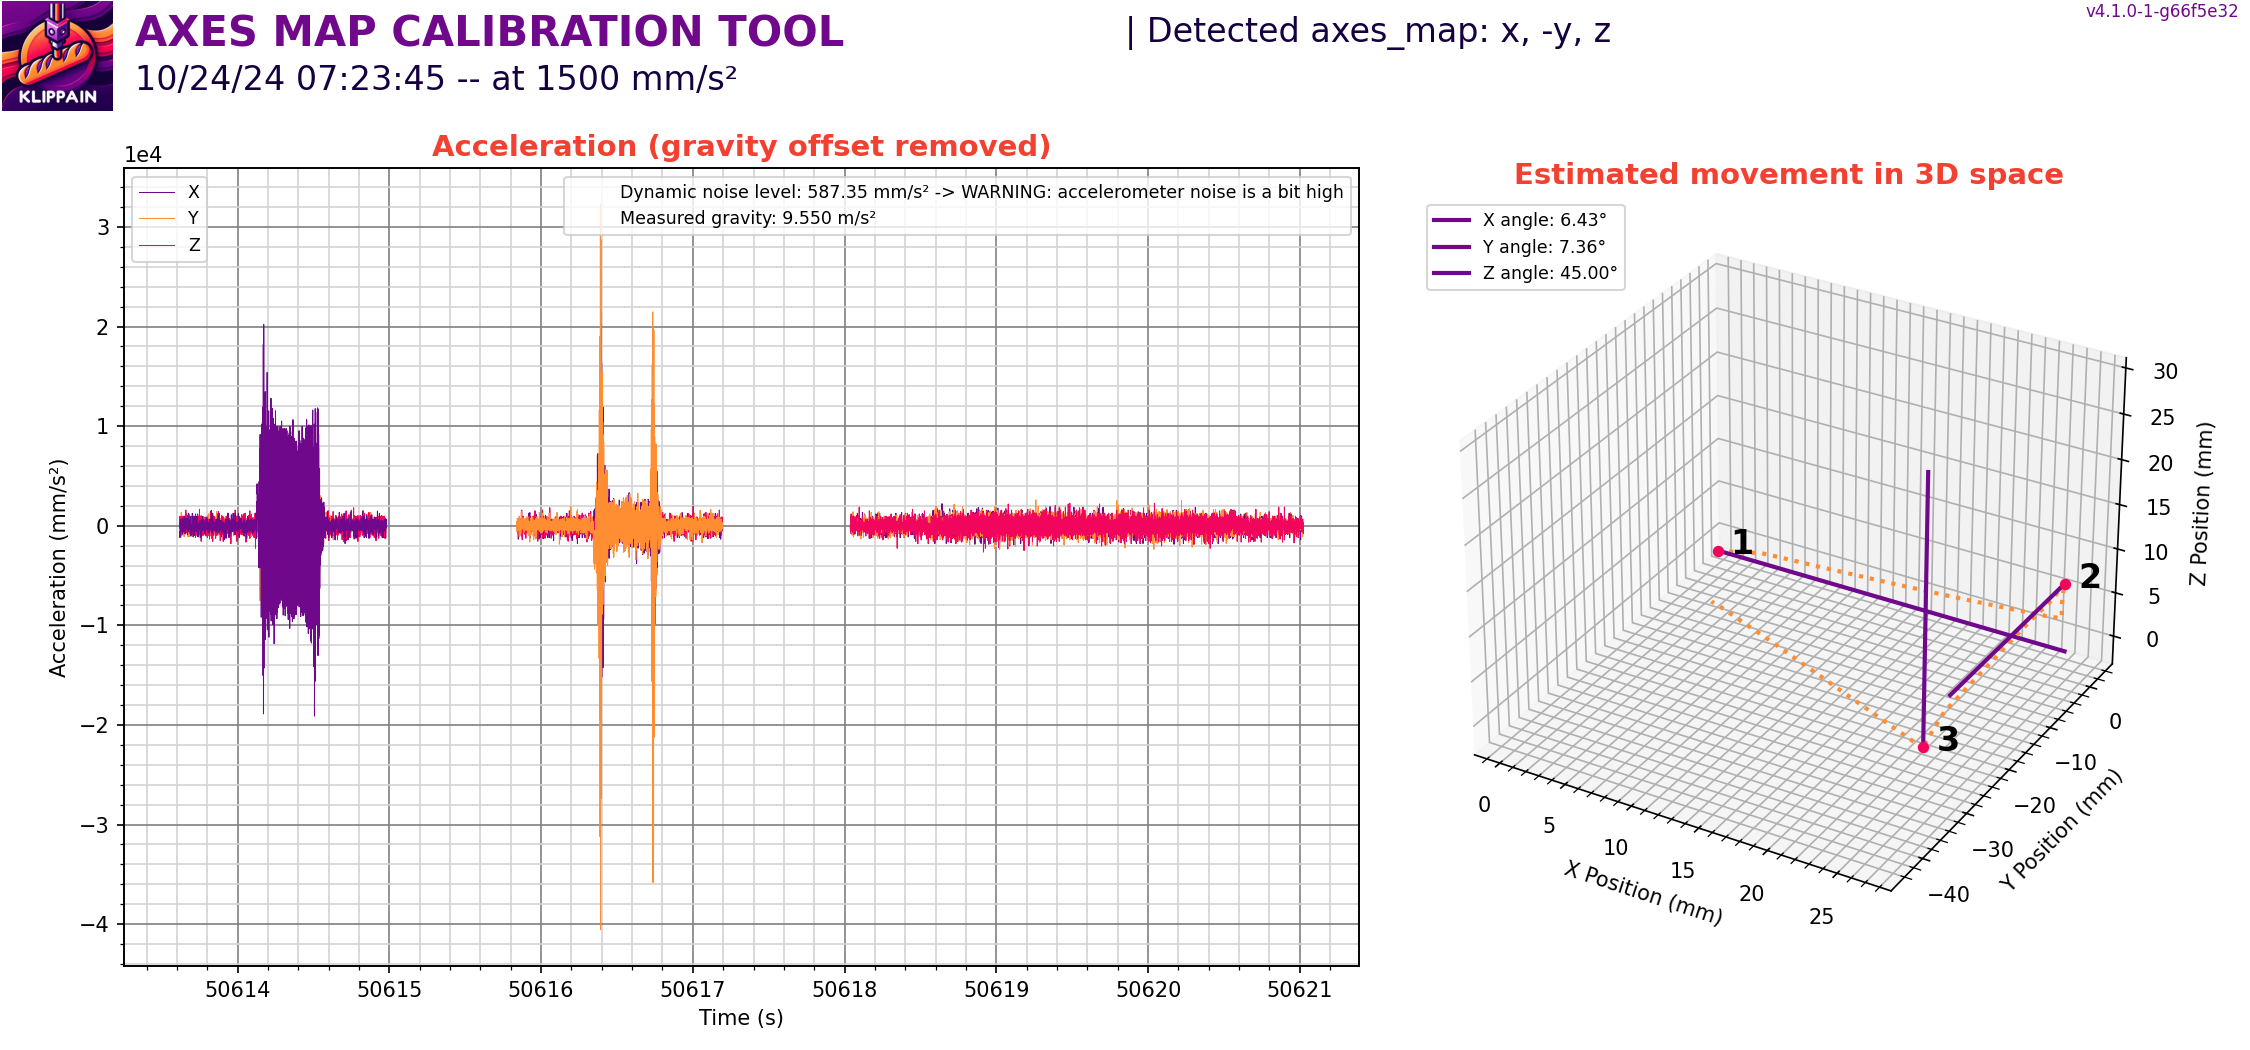 KLIPPAIN
AXES MAP CALIBRATION TOOL
10/24/24 07:23:45 -- at 1500 mm/s²
| Detected axes_map: x, -y, z
v4.1.0-1-g66f5e32
Acceleration (gravity offset removed)
1e4
X
Y
Z
Dynamic noise level: 587.35 mm/s² -> WARNING: accelerometer noise is a bit high
Measured gravity: 9.550 m/s²
3
2
1
0
−1
−2
−3
−4
Acceleration (mm/s²)
50614 50615 50616 50617 50618 50619 50620 50621
Time (s)
Estimated movement in 3D space
X angle: 6.43°
Y angle: 7.36°
Z angle: 45.00°
1
2
3
30
25
20
15
10
5
0
Z Position (mm)
0
−10
−20
−30
−40
Y Position (mm)
0
5
10
15
20
25
X Position (mm)